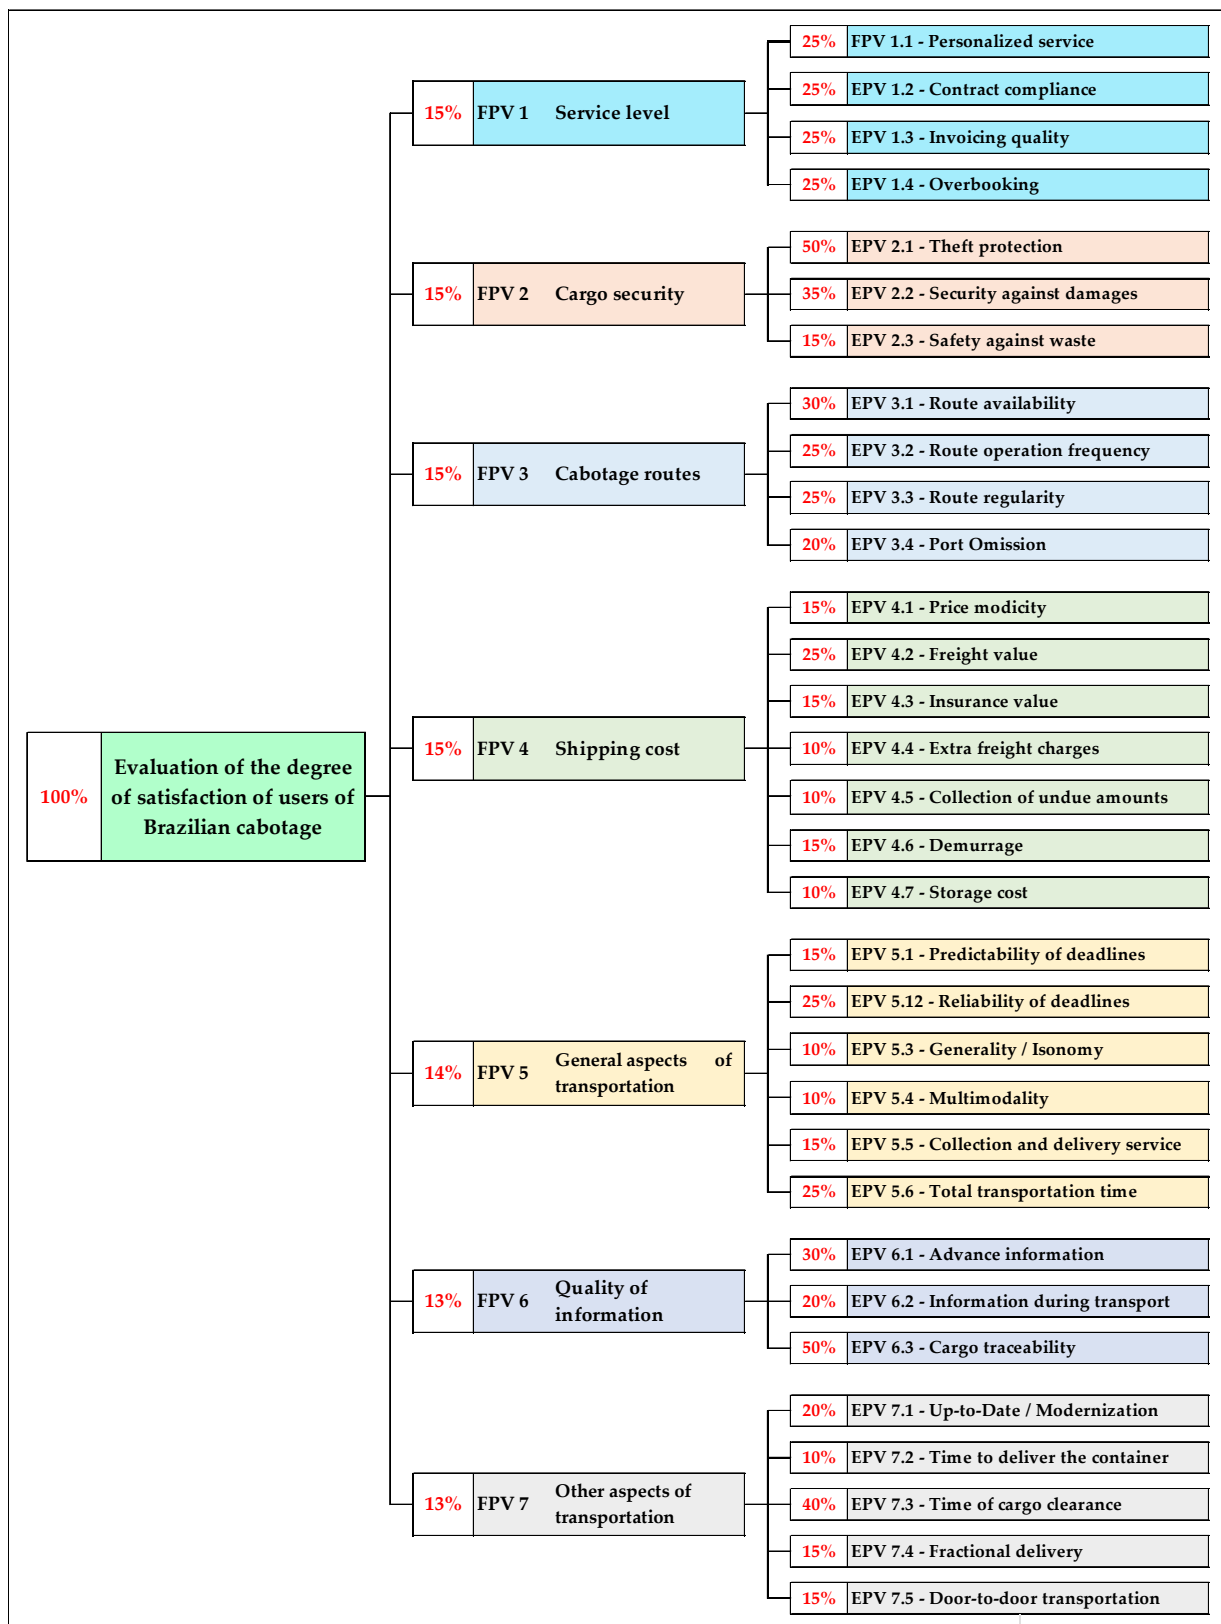 25% FPV 1.1 - Personalized service
25% EPV 1.2 - Contract compliance
15% FPV 1 Service level
25% EPV 1.3 - Invoicing quality
25% EPV 1.4 - Overbooking
50% EPV 2.1 - Theft protection
15% FPV 2 Cargo security
35% EPV 2.2 - Security against damages
15% EPV 2.3 - Safety against waste
30% EPV 3.1 - Route availability
25% EPV 3.2 - Route operation frequency
15% FPV 3 Cabotage routes
25% EPV 3.3 - Route regularity
20% EPV 3.4 - Port Omission
15% EPV 4.1 - Price modicity
25% EPV 4.2 - Freight value
15% EPV 4.3 - Insurance value
15% FPV 4 Shipping cost
10% EPV 4.4 - Extra freight charges
100%
Evaluation of the degree
of satisfaction of users of
Brazilian cabotage
10% EPV 4.5 - Collection of undue amounts
15% EPV 4.6 - Demurrage
10% EPV 4.7 - Storage cost
15% EPV 5.1 - Predictability of deadlines
25% EPV 5.12 - Reliability of deadlines
10% EPV 5.3 - Generality / Isonomy
14% FPV 5 General aspects of
transportation
10% EPV 5.4 - Multimodality
15% EPV 5.5 - Collection and delivery service
25% EPV 5.6 - Total transportation time
30% EPV 6.1 - Advance information
13% FPV 6 Quality of
information
20% EPV 6.2 - Information during transport
50% EPV 6.3 - Cargo traceability
20% EPV 7.1 - Up-to-Date / Modernization
10% EPV 7.2 - Time to deliver the container
13% FPV 7 Other aspects of
transportation
40% EPV 7.3 - Time of cargo clearance
15% EPV 7.4 - Fractional delivery
15% EPV 7.5 - Door-to-door transportation